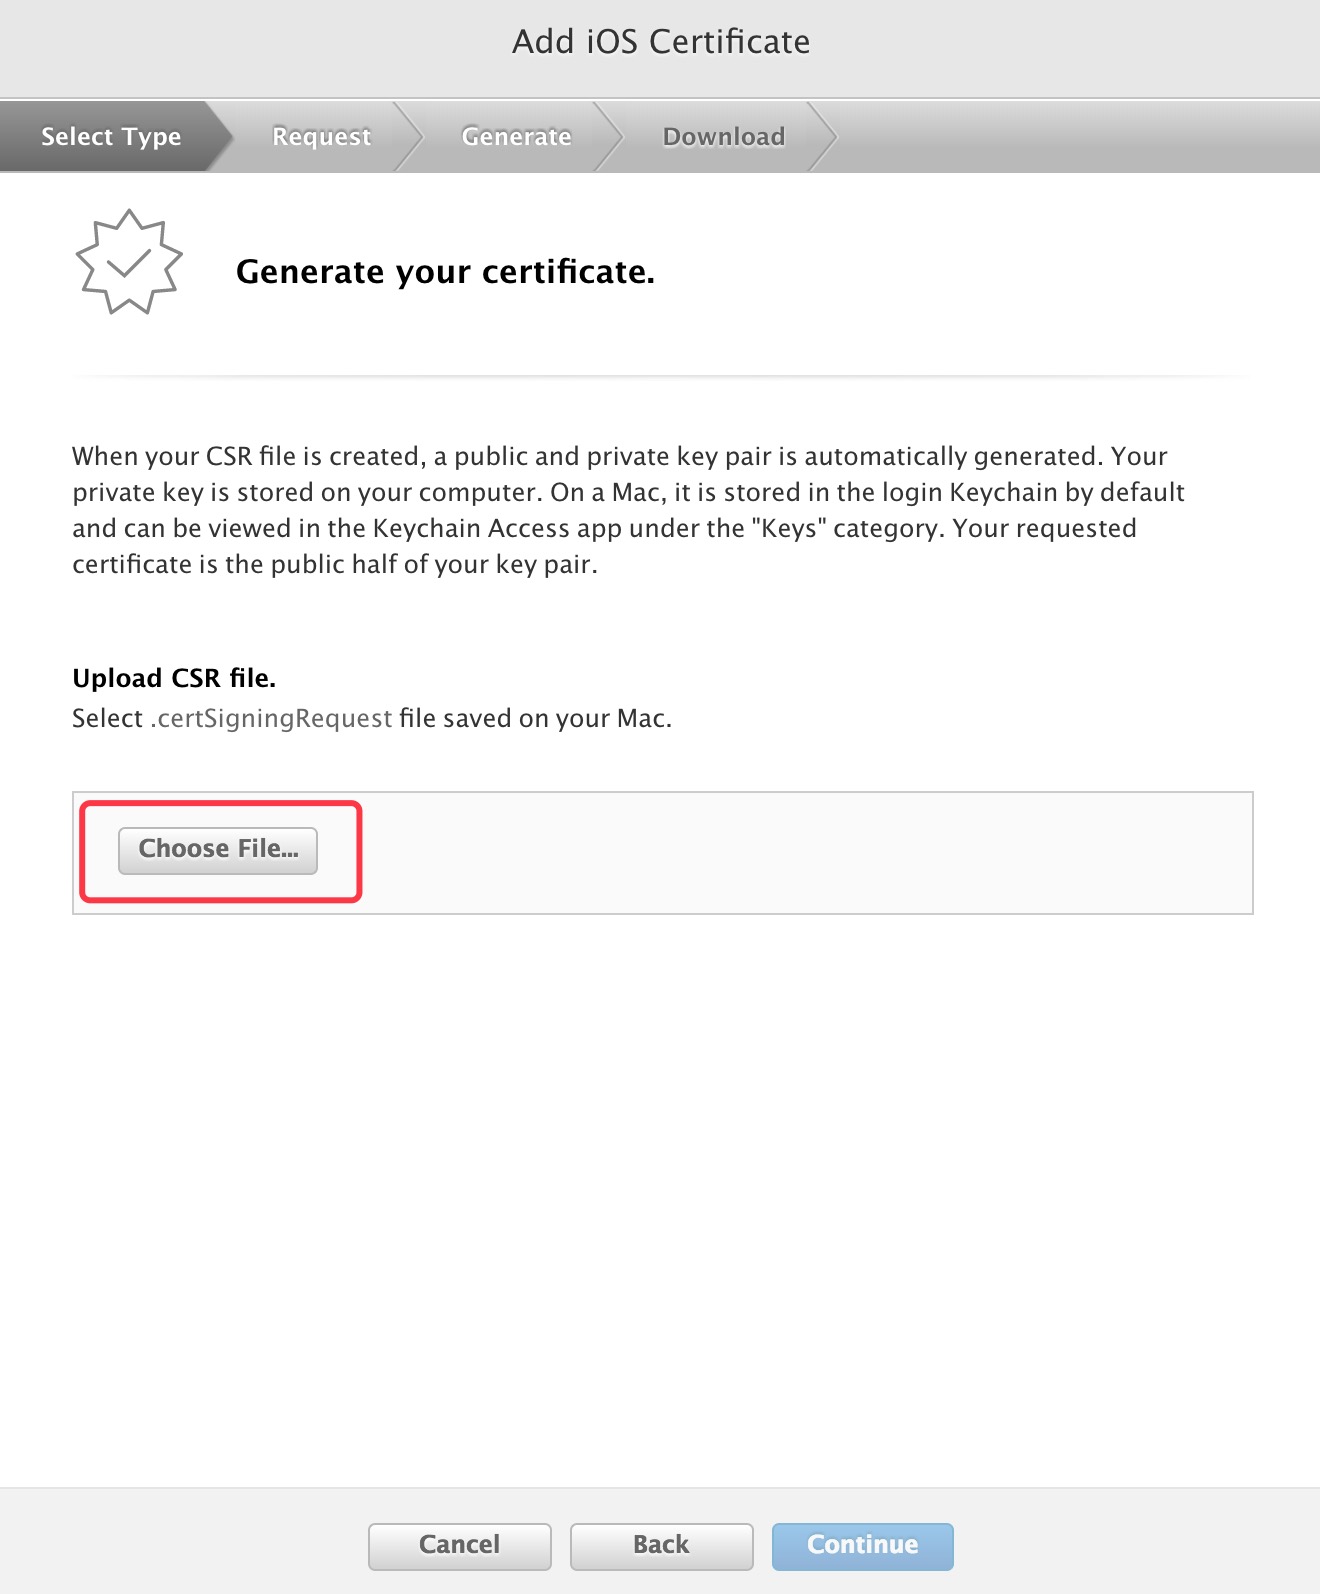 Add iOS Certificate
Select Type
Request
Generate
Download
Generate your certificate.
When your CSR file is created, a public and private key pair is automatically generated. Your
private key is stored on your computer. On a Mac, it is stored in the login Keychain by default
and can be viewed in the Keychain Access app under the "Keys" category. Your requested
certificate is the public half of your key pair.
Upload CSR file.
Select .certSigningRequest file saved on your Mac.
Choose File...
Cancel
Back
Continue